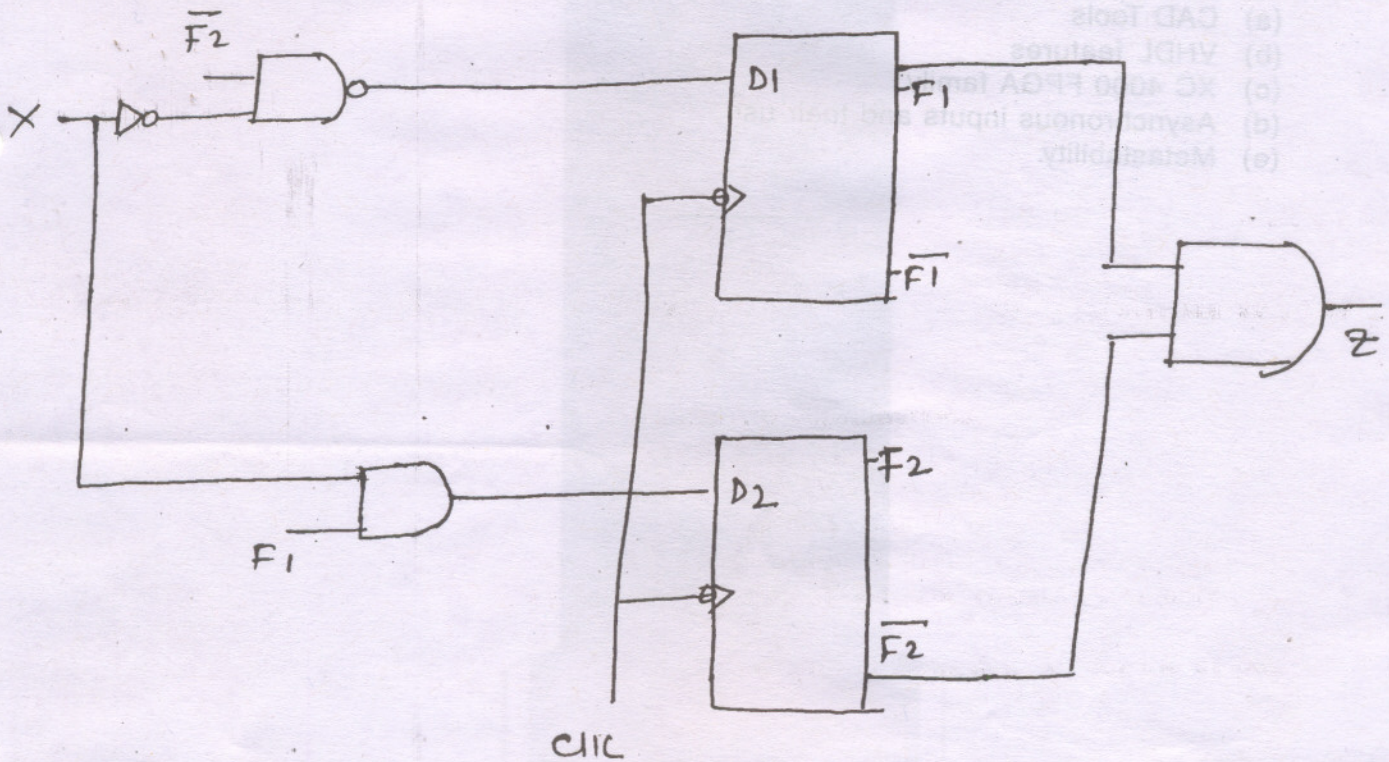 (a) CAD Tools
(b) VHDL features
(c) XC 4000 FPGA family
(d) Asynchronous inputs and their use
(e) Metastability.
F2
X
D1
F1
F1
Z
F2
D2
F1
F2
CLK